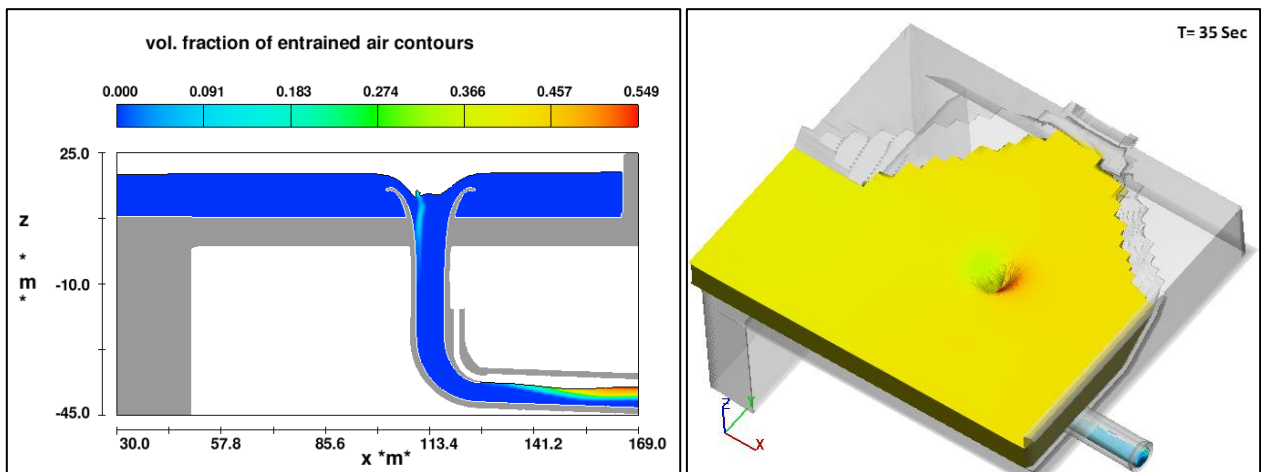 vol. fraction of entrained air contours
0.000 0.091 0.183 0.274 0.366 0.457 0.549
25.0
z
*
m
*
-10.0
-45.0
30.0 57.8 85.6 113.4 141.2 169.0
x *m*
T= 35 Sec
Z
Y
X